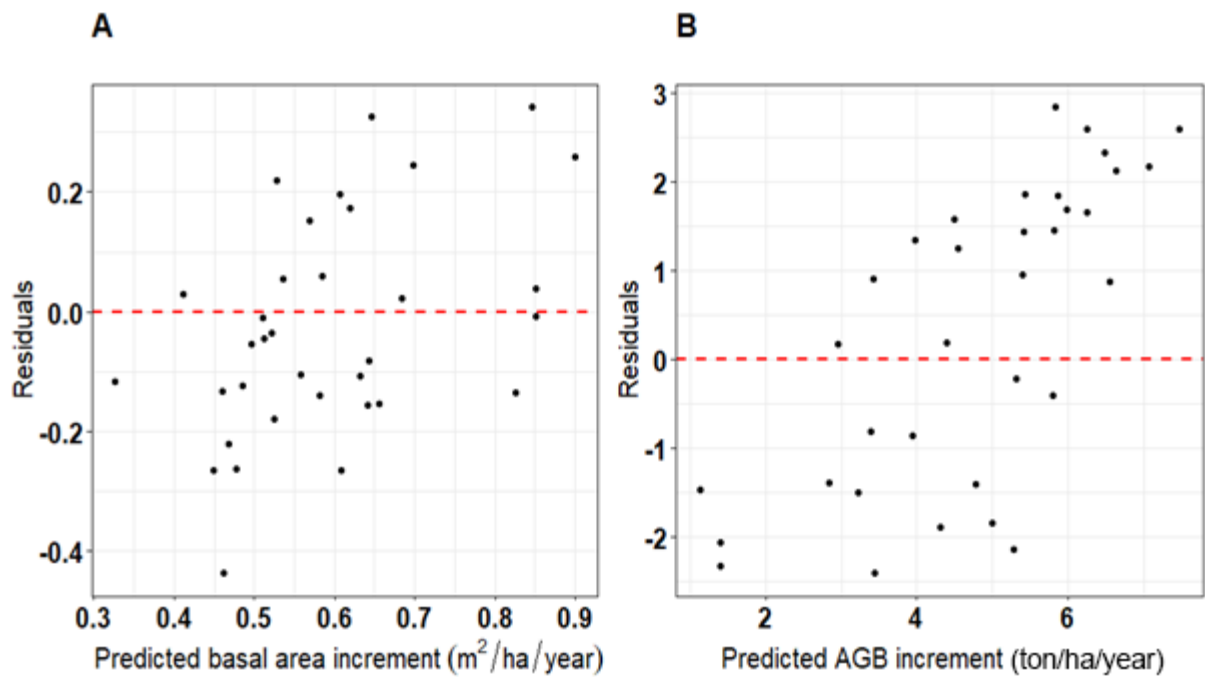 A
B
Residuals
0.2
0.0
-0.2
-0.4
0.3 0.4 0.5 0.6 0.7 0.8 0.9
Predicted basal area increment (m²/ha/year)
Residuals
3
2
1
0
-1
-2
2 4 6
Predicted AGB increment (ton/ha/year)